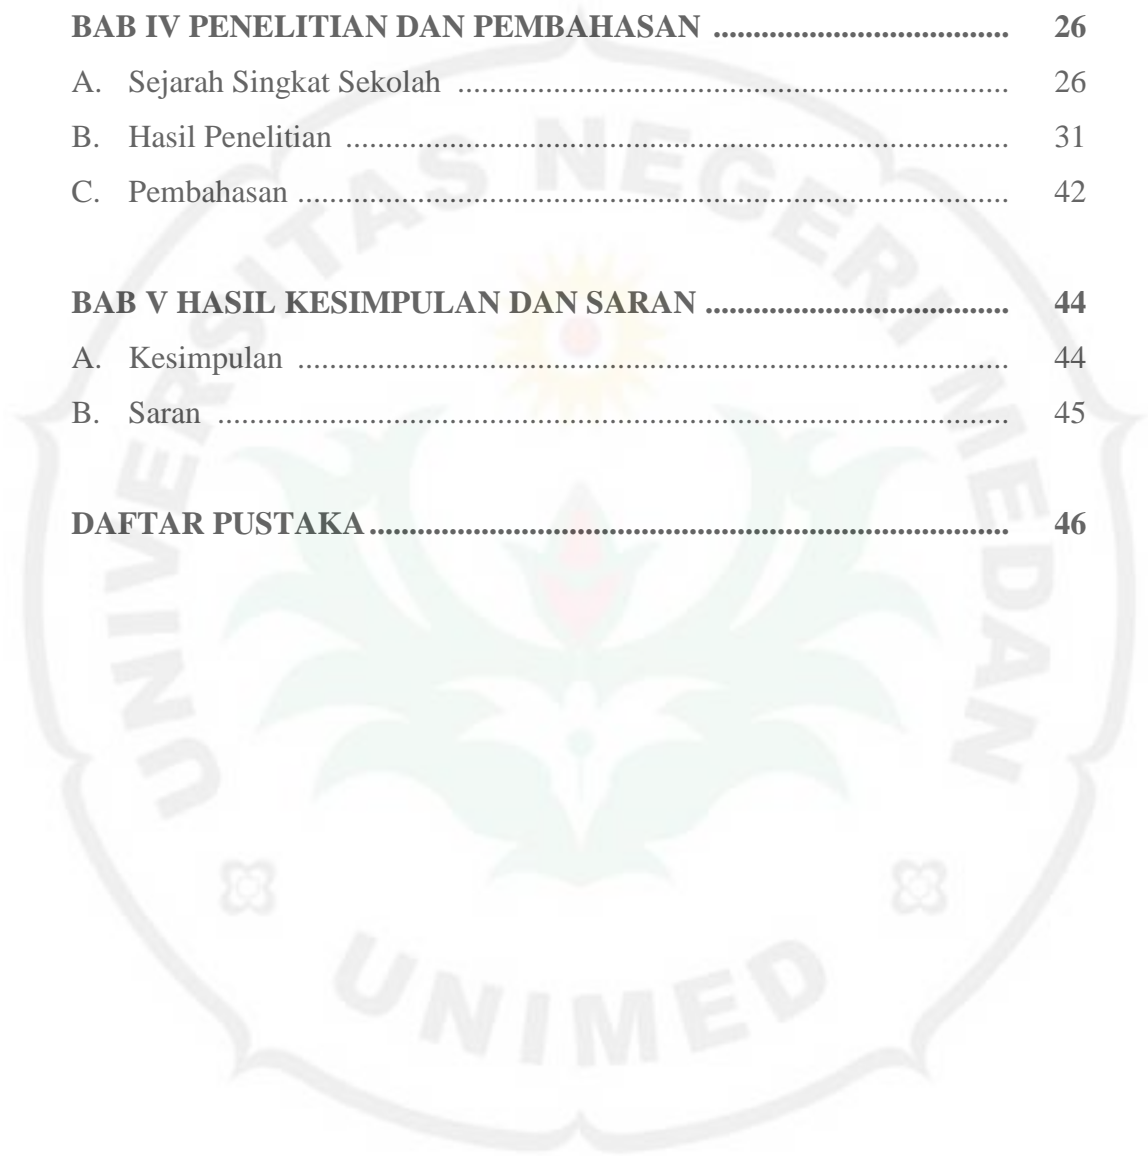 BAB IV PENELITIAN DAN PEMBAHASAN ..................................... 26
A. Sejarah Singkat Sekolah ..................................................................... 26
B. Hasil Penelitian ................................................................................... 31
C. Pembahasan ......................................................................................... 42
BAB V HASIL KESIMPULAN DAN SARAN ...................................... 44
A. Kesimpulan ......................................................................................... 44
B. Saran ................................................................................................... 45
DAFTAR PUSTAKA ................................................................................ 46
UNIVERSITAS NEGERI MEDAN
UNIMED